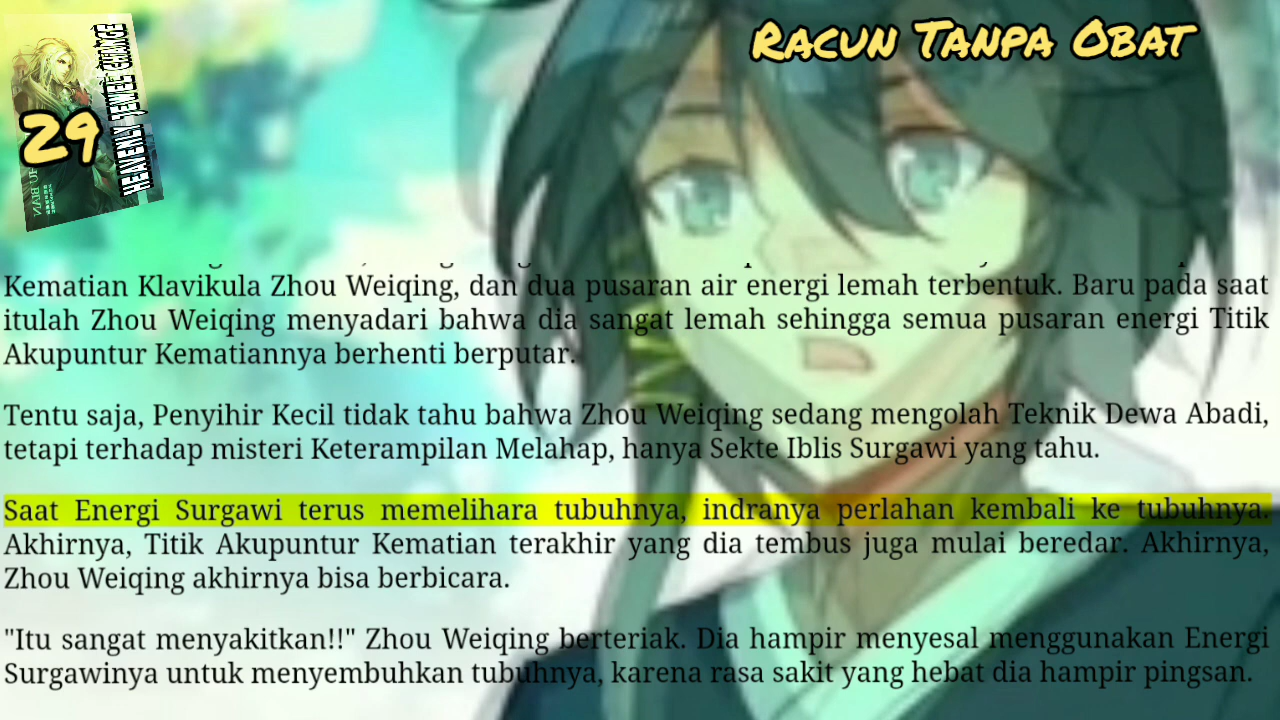 Racun Tanpa Obat
29
HEAVENLY JEWEL CHANGE
Kematian Klavikula Zhou Weiqing, dan dua pusaran air energi lemah terbentuk. Baru pada saat
itulah Zhou Weiqing menyadari bahwa dia sangat lemah sehingga semua pusaran energi Titik
Akupuntur Kematiannya berhenti berputar.
Tentu saja, Penyihir Kecil tidak tahu bahwa Zhou Weiqing sedang mengolah Teknik Dewa Abadi,
tetapi terhadap misteri Keterampilan Melahap, hanya Sekte Iblis Surgawi yang tahu.
Saat Energi Surgawi terus memelihara tubuhnya, indranya perlahan kembali ke tubuhnya.
Akhirnya, Titik Akupuntur Kematian terakhir yang dia tembus juga mulai beredar. Akhirnya,
Zhou Weiqing akhirnya bisa berbicara.
"Itu sangat menyakitkan!!" Zhou Weiqing berteriak. Dia hampir menyesal menggunakan Energi
Surgawinya untuk menyembuhkan tubuhnya, karena rasa sakit yang hebat dia hampir pingsan.